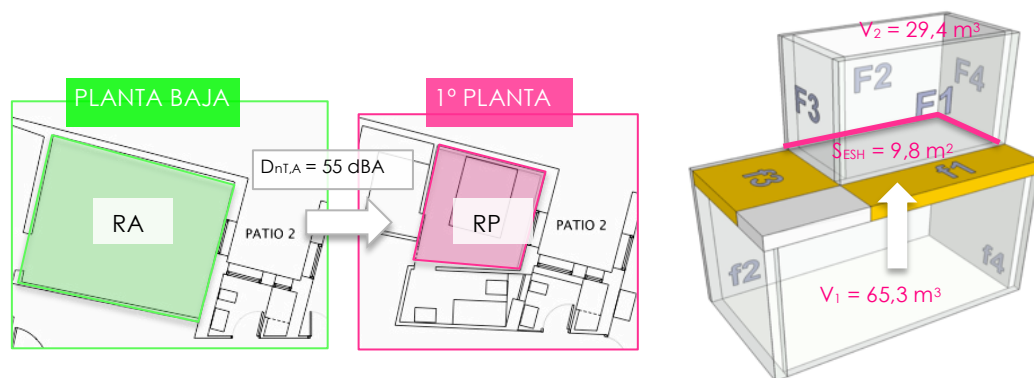 PLANTA BAJA
1º PLANTA
DnT,A = 55 dBA
RA
PATIO 2
RP
PATIO 2
V2 = 29,4 m³
F2
F4
F3
F1
SESH = 9,8 m²
f3
f1
f2
f4
V1 = 65,3 m³